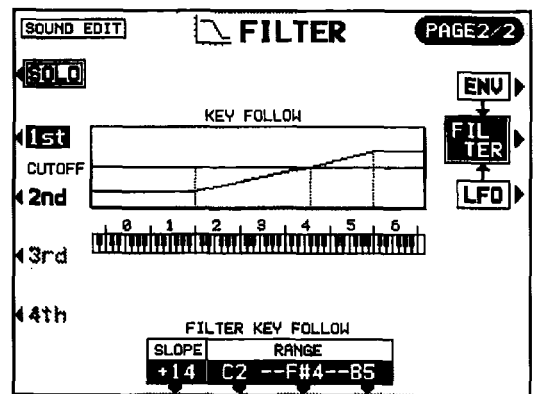 SOUND EDIT
FILTER
PAGE2/2
SOLO
ENV
KEY FOLLOW
1st
FIL
TER
CUTOFF
2nd
LFO
0 1 2 3 4 5 6
3rd
4th
FILTER KEY FOLLOW
SLOPE RANGE
+14 C2 --F#4--B5